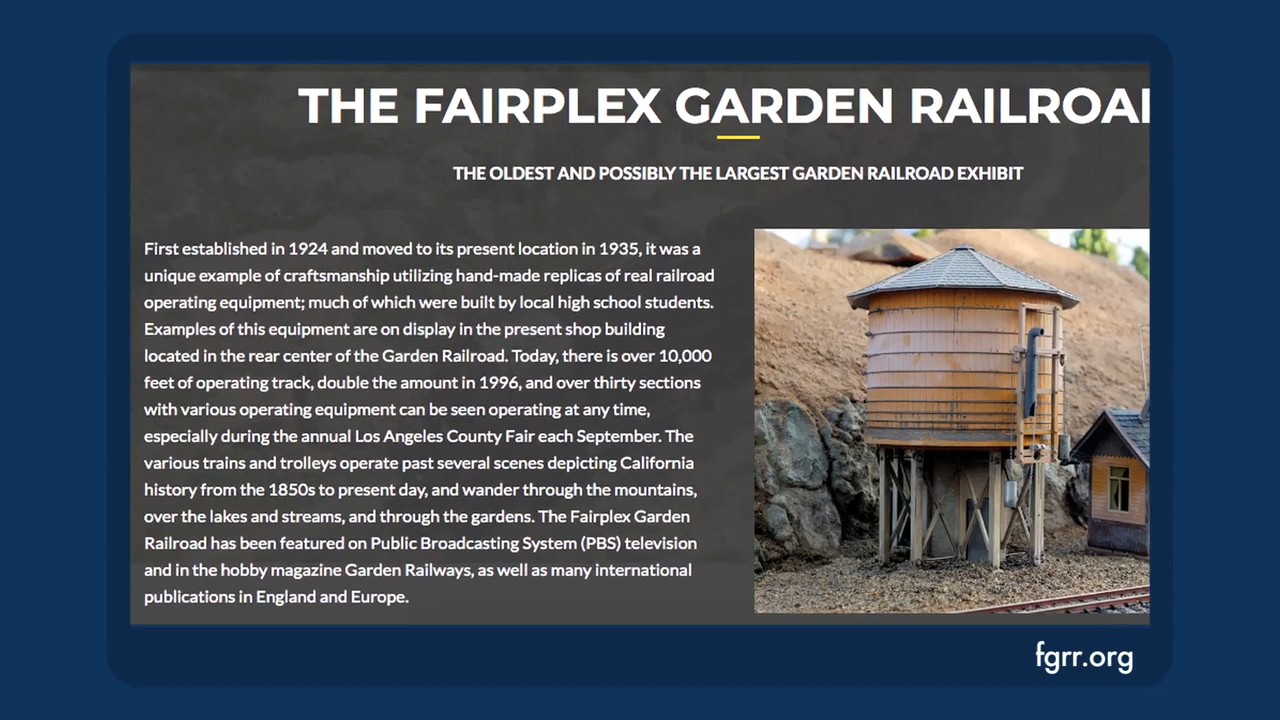 THE FAIRPLEX GARDEN RAILROA
THE OLDEST AND POSSIBLY THE LARGEST GARDEN RAILROAD EXHIBIT
First established in 1924 and moved to its present location in 1935, it was a
unique example of craftsmanship utilizing hand-made replicas of real railroad
operating equipment; much of which were built by local high school students.
Examples of this equipment are on display in the present shop building
located in the rear center of the Garden Railroad. Today, there is over 10,000
feet of operating track, double the amount in 1996, and over thirty sections
with various operating equipment can be seen operating at any time,
especially during the annual Los Angeles County Fair each September. The
various trains and trolleys operate past several scenes depicting California
history from the 1850s to present day, and wander through the mountains,
over the lakes and streams, and through the gardens. The Fairplex Garden
Railroad has been featured on Public Broadcasting System (PBS) television
and in the hobby magazine Garden Railways, as well as many international
publications in England and Europe.
fgrr.org